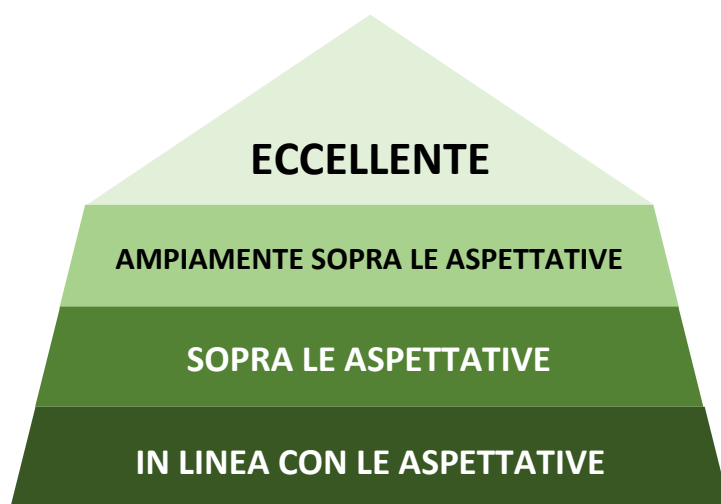 ECCELLENTE
AMPIAMENTE SOPRA LE ASPETTATIVE
SOPRA LE ASPETTATIVE
IN LINEA CON LE ASPETTATIVE